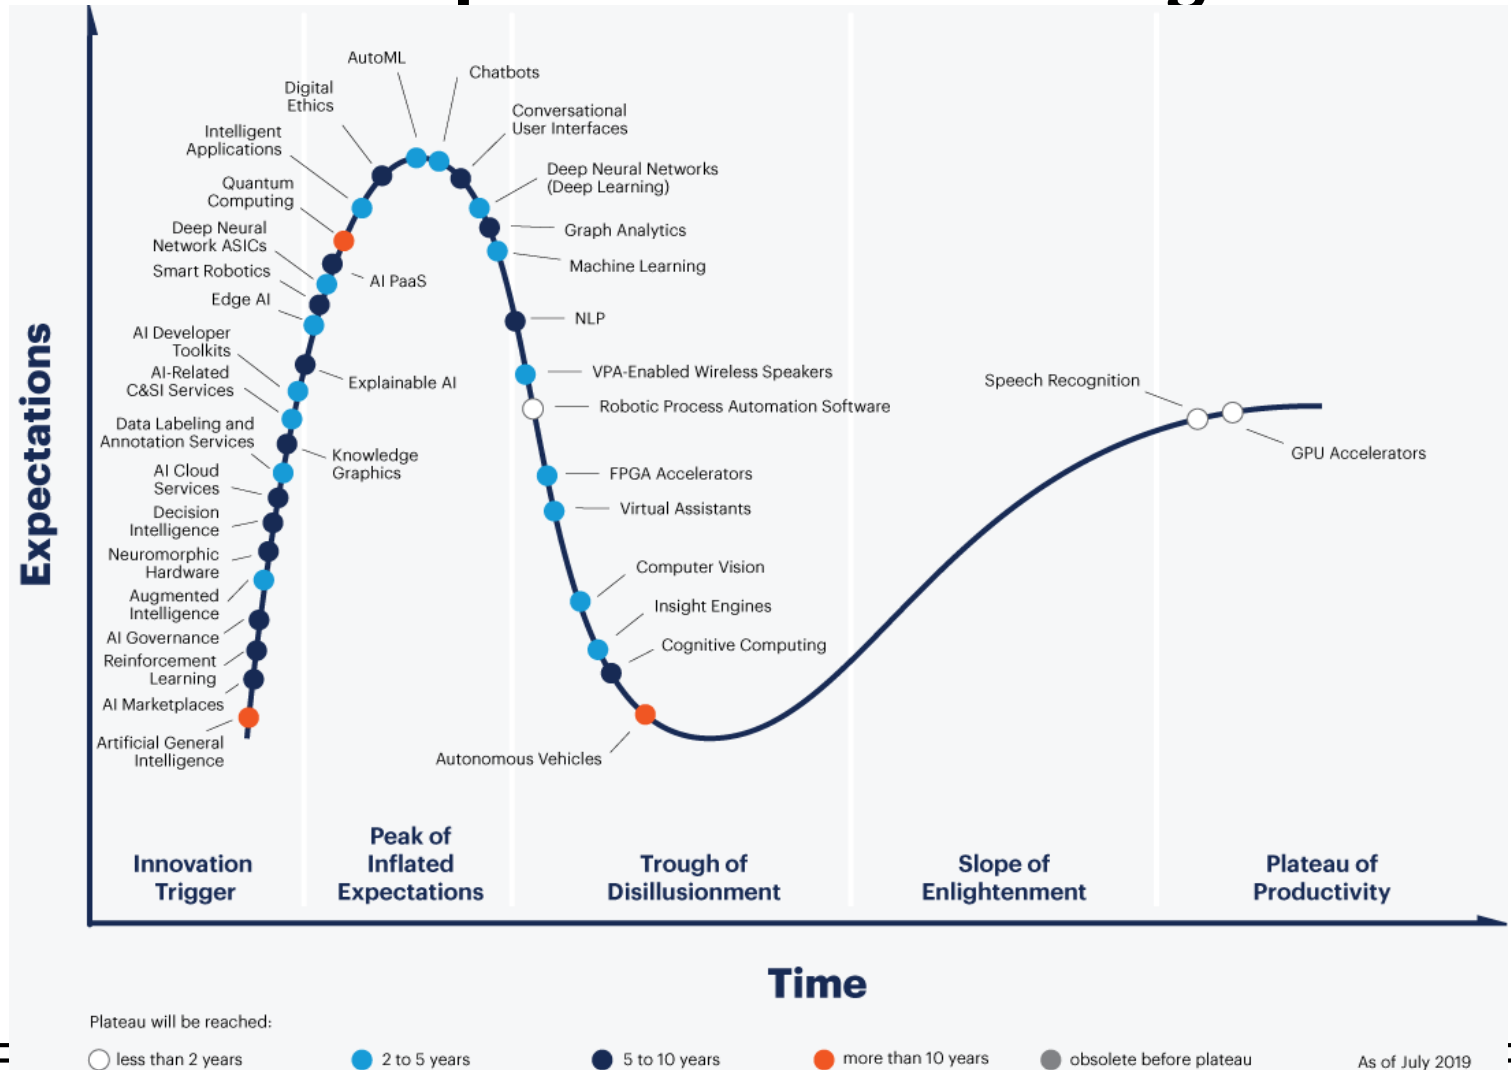 AutoML
Chatbots
Digital
Ethics
Conversational
User Interfaces
Intelligent
Applications
Deep Neural Networks
(Deep Learning)
Quantum
Computing
Graph Analytics
Deep Neural
Network ASICs
Machine Learning
Smart Robotics
AI PaaS
Edge AI
NLP
AI Developer
Toolkits
VPA-Enabled Wireless Speakers
AI-Related
C&SI Services
Explainable AI
Speech Recognition
Robotic Process Automation Software
Data Labeling and
Annotation Services
Knowledge
Graphics
GPU Accelerators
AI Cloud
Services
FPGA Accelerators
Decision
Intelligence
Virtual Assistants
Neuromorphic
Hardware
Computer Vision
Augmented
Intelligence
Insight Engines
AI Governance
Cognitive Computing
Reinforcement
Learning
AI Marketplaces
Artificial General
Intelligence
Autonomous Vehicles
Expectations
Innovation
Trigger
Peak of
Inflated
Expectations
Trough of
Disillusionment
Slope of
Enlightenment
Plateau of
Productivity
Time
Plateau will be reached:
less than 2 years
2 to 5 years
5 to 10 years
more than 10 years
obsolete before plateau
As of July 2019